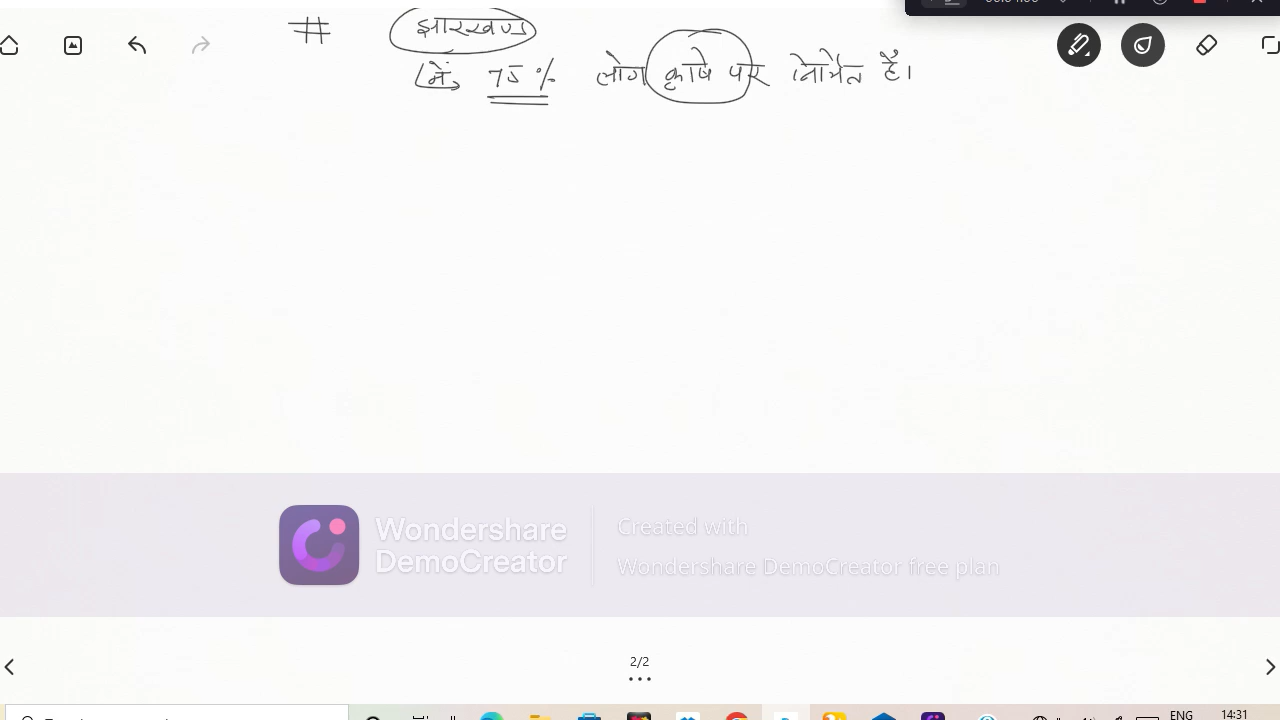 # झारखण्ड
में 75% लोग कृषि पर निर्भर है।
Wondershare
DemoCreator
Created with
Wondershare DemoCreator free plan
2/2
ENG
14:31